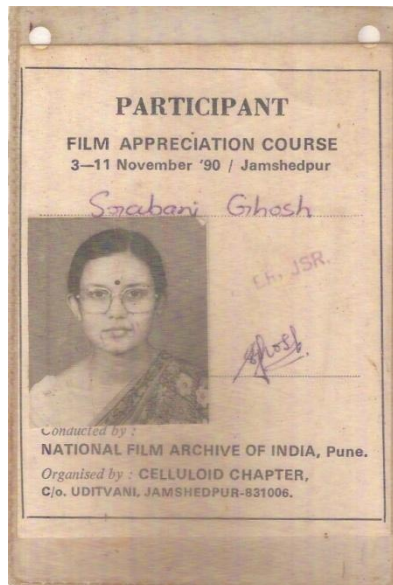 PARTICIPANT
FILM APPRECIATION COURSE
3—11 November '90 / Jamshedpur
Srabani Ghosh
JSR.
Ghosh
Conducted by :
NATIONAL FILM ARCHIVE OF INDIA, Pune.
Organised by : CELLULOID CHAPTER,
C/o. UDITVANI, JAMSHEDPUR-831006.